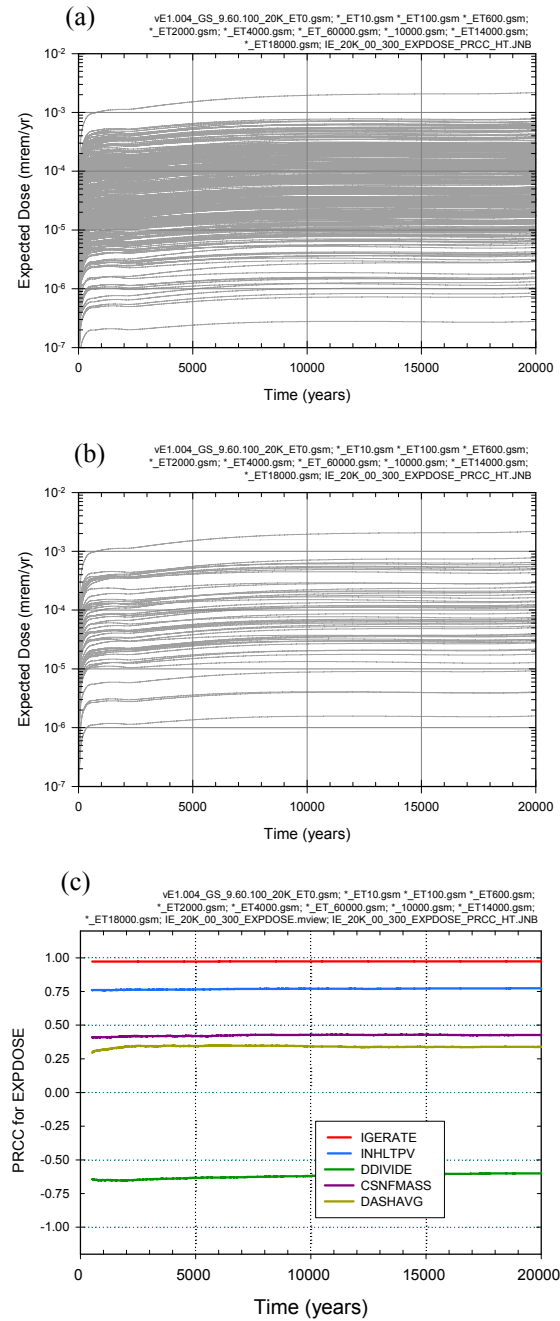 (a)
vE1.004_GS_9.60.100_20K_ET0.gsm; *_ET10.gsm *_ET100.gsm *_ET600.gsm;
*_ET2000.gsm; *_ET4000.gsm; *_ET_60000.gsm; *_10000.gsm; *_ET14000.gsm;
*_ET18000.gsm; IE_20K_00_300_EXPDOSE_PRCC_HT.JNB
Expected Dose (mrem/yr)
10-2
10-3
10-4
10-5
10-6
10-7
0 5000 10000 15000 20000
Time (years)
(b)
vE1.004_GS_9.60.100_20K_ET0.gsm; *_ET10.gsm *_ET100.gsm *_ET600.gsm;
*_ET2000.gsm; *_ET4000.gsm; *_ET_60000.gsm; *_10000.gsm; *_ET14000.gsm;
*_ET18000.gsm; IE_20K_00_300_EXPDOSE_PRCC_HT.JNB
Expected Dose (mrem/yr)
10-2
10-3
10-4
10-5
10-6
10-7
0 5000 10000 15000 20000
Time (years)
(c)
vE1.004_GS_9.60.100_20K_ET0.gsm; *_ET10.gsm *_ET100.gsm *_ET600.gsm;
*_ET2000.gsm; *_ET4000.gsm; *_ET_60000.gsm; *_10000.gsm; *_ET14000.gsm;
*_ET18000.gsm; IE_20K_00_300_EXPDOSE.mview; IE_20K_00_300_EXPDOSE_PRCC_HT.JNB
PRCC for EXPDOSE
1.00
0.75
0.50
0.25
0.00
-0.25
-0.50
-0.75
-1.00
IGERATE
INHLTPV
DDIVIDE
CSNFMASS
DASHAVG
0 5000 10000 15000 20000
Time (years)